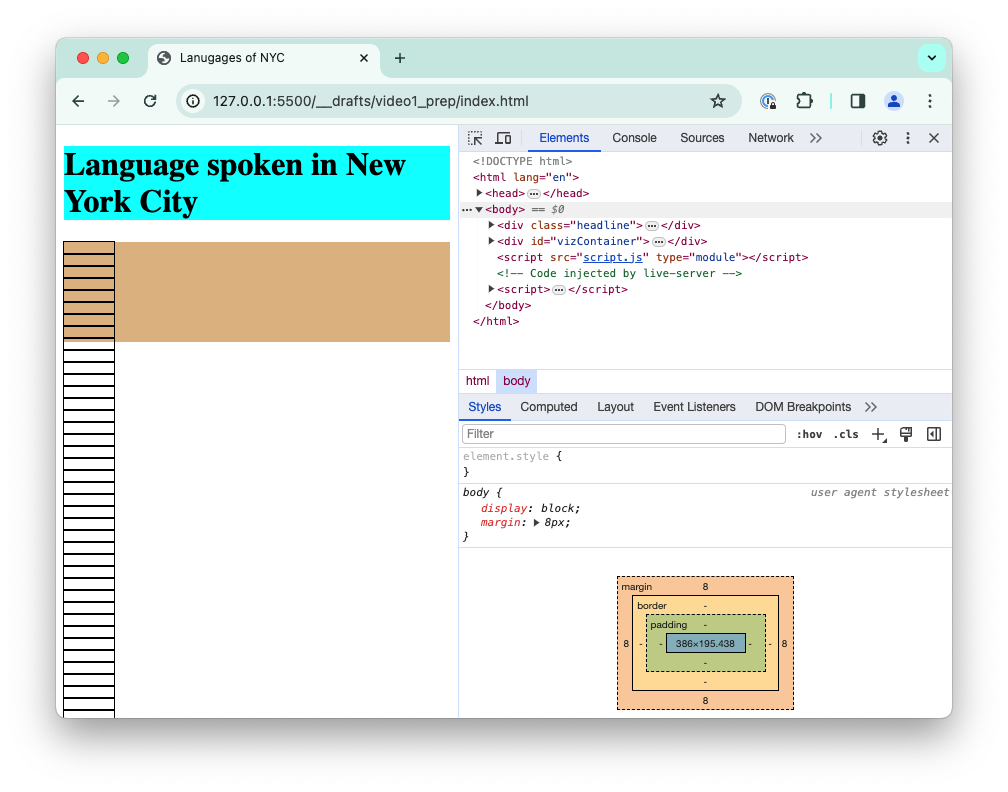 Lanugages of NYC
127.0.0.1:5500/__drafts/video1_prep/index.html
Language spoken in New
York City
Elements Console Sources Network
<!DOCTYPE html>
<html lang="en">
<head> ••• </head>
••• <body> == $0
<div class="headline"> ••• </div>
<div id="vizContainer"> ••• </div>
<script src="script.js" type="module"></script>
<!-- Code injected by live-server -->
<script> ••• </script>
</body>
</html>
html body
Styles Computed Layout Event Listeners DOM Breakpoints
Filter :hov .cls
element.style {
}
body { user agent stylesheet
display: block;
margin: 8px;
}
margin 8
border -
padding -
8 - - 386×195.438 - - 8
-
-
8